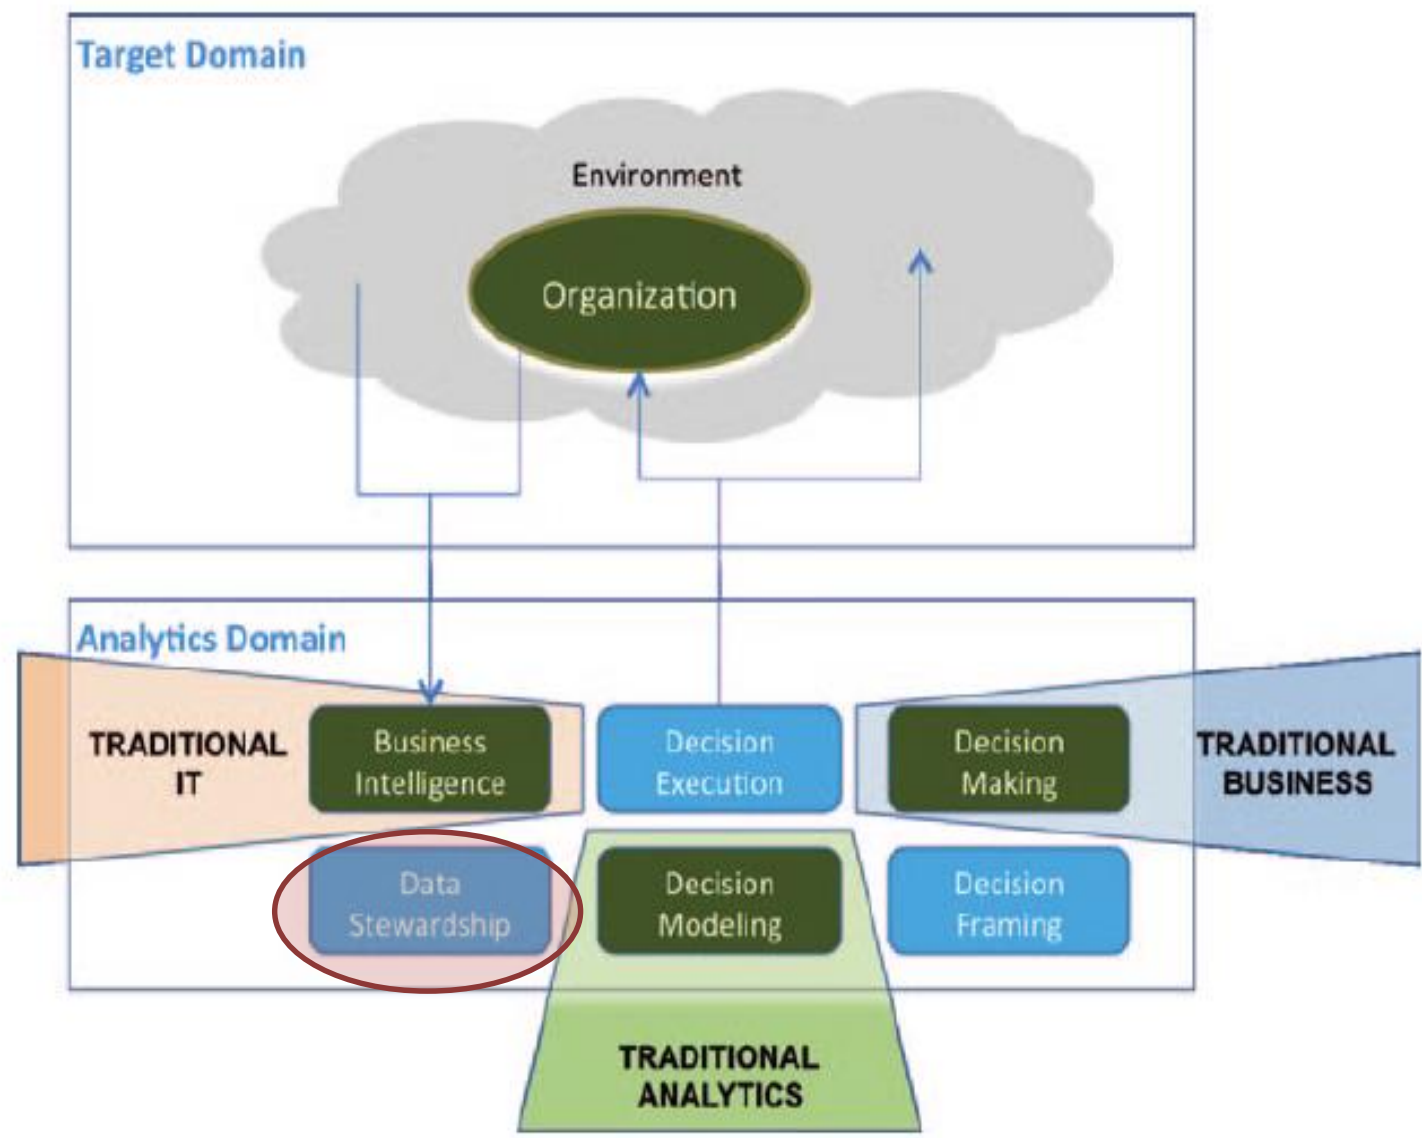 Target Domain
Environment
Organization
Analytics Domain
TRADITIONAL
IT
Business
Intelligence
Decision
Execution
Decision
Making
TRADITIONAL
BUSINESS
Data
Stewardship
Decision
Modeling
Decision
Framing
TRADITIONAL
ANALYTICS